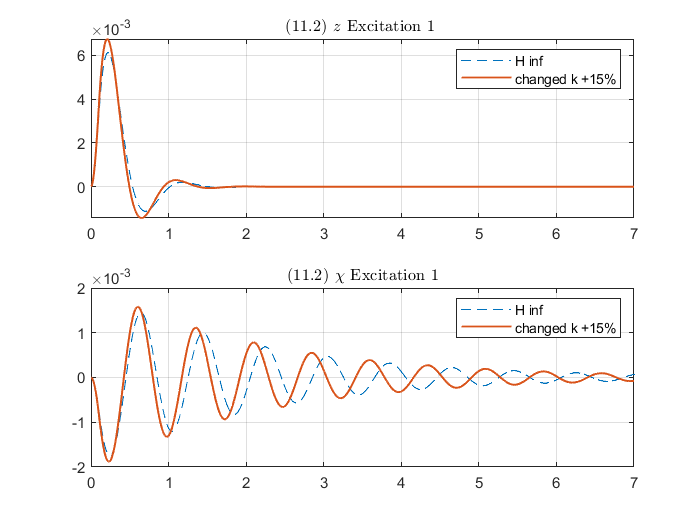 (11.2) z Excitation 1
×10-3
6
4
2
0
H inf
changed k +15%
0 1 2 3 4 5 6 7
(11.2) χ Excitation 1
×10-3
2
1
0
-1
-2
H inf
changed k +15%
0 1 2 3 4 5 6 7